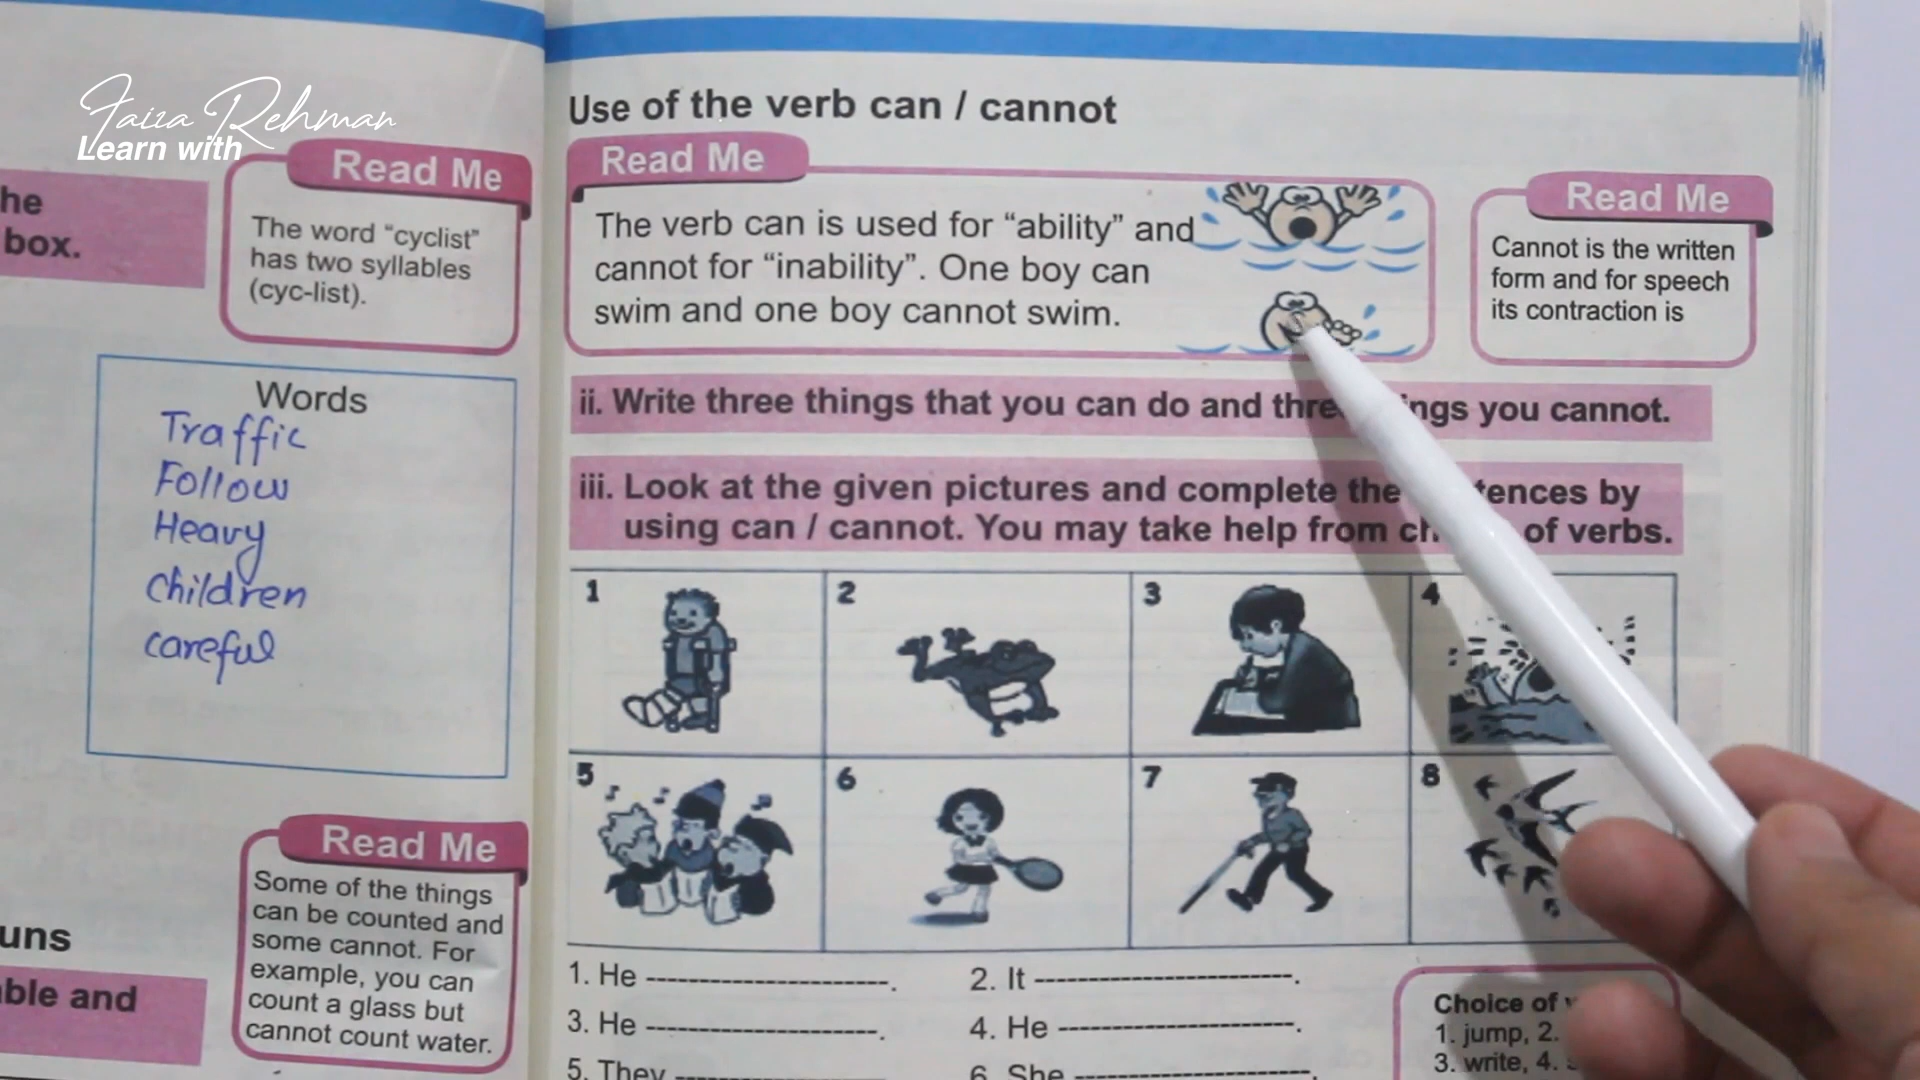 Faiza Rehman
Learn with
he
box.
Read Me
The word “cyclist”
has two syllables
(cyc-list).
Words
Traffic
Follow
Heavy
children
careful
Read Me
Some of the things
can be counted and
some cannot. For
example, you can
count a glass but
cannot count water.
uns
ble and
Use of the verb can / cannot
Read Me
The verb can is used for “ability” and
cannot for “inability”. One boy can
swim and one boy cannot swim.
Read Me
Cannot is the written
form and for speech
its contraction is
ii. Write three things that you can do and thre ngs you cannot.
iii. Look at the given pictures and complete the tences by
using can / cannot. You may take help from ch of verbs.
1 2 3 4
5 6 7 8
1. He ------------------------. 2. It -------------------------.
3. He ------------------------. 4. He -----------------------.
5. They ---------------------- 6. She ----------------------.
Choice of
1. jump, 2.
3. write, 4.